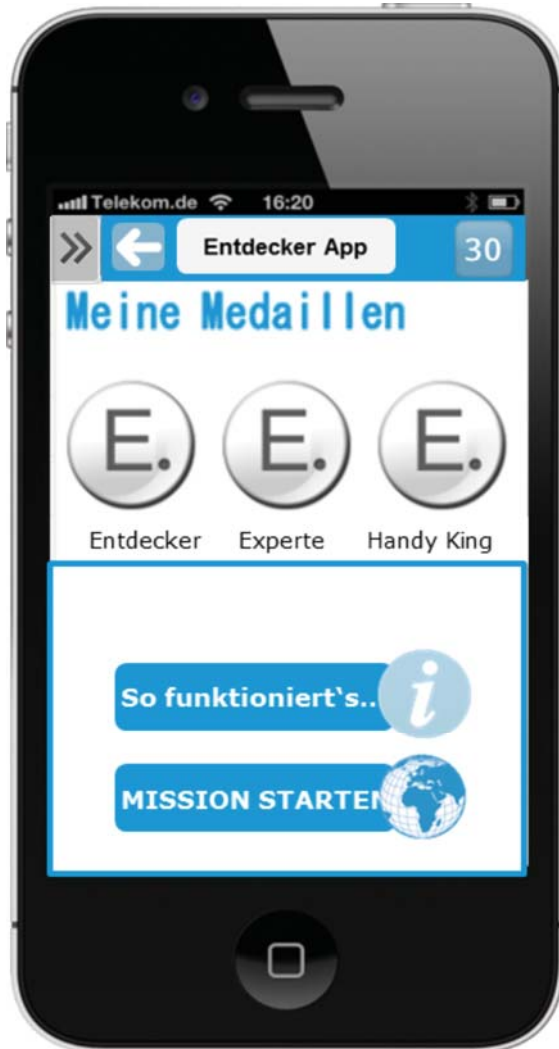 Telekom.de 16:20
Entdecker App 30
Meine Medaillen
E. E. E.
Entdecker Experte Handy King
So funktioniert's.. i
MISSION STARTEN